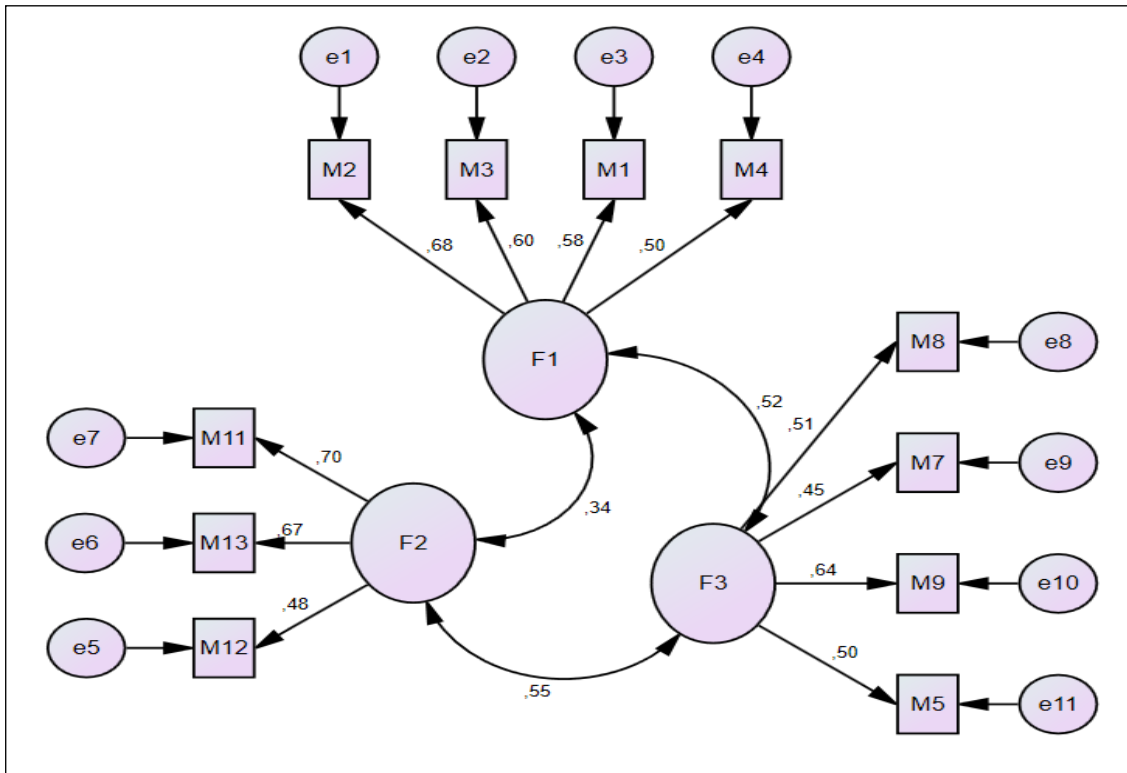 e1 e2 e3 e4
M2 M3 M1 M4
,68 ,60 ,58 ,50
F1
M8 e8
,52
,51
e7 M11
,70
M7 e9
,45
,34
e6 M13 ,67 F2
F3 ,64 M9 e10
,48
e5 M12
,50
,55
M5 e11